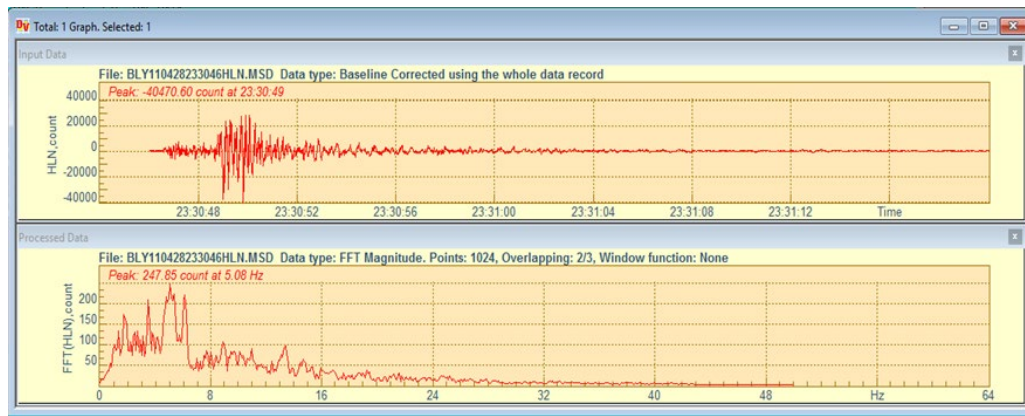 Total: 1 Graph. Selected: 1
Input Data
File: BLY110428233046HLN.MSD Data type: Baseline Corrected using the whole data record
Peak: -40470.60 count at 23:30:49
HLN,count
40000
20000
0
-20000
-40000
23:30:48 23:30:52 23:30:56 23:31:00 23:31:04 23:31:08 23:31:12 Time
Processed Data
File: BLY110428233046HLN.MSD Data type: FFT Magnitude. Points: 1024, Overlapping: 2/3, Window function: None
Peak: 247.85 count at 5.08 Hz
FFT(HLN),count
200
150
100
50
0 8 16 24 32 40 48 Hz 64